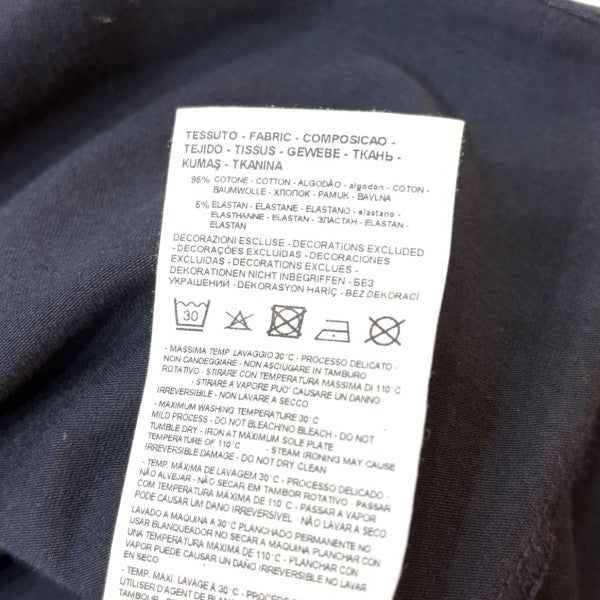 TESSUTO - FABRIC - COMPOSICAO -
TEJIDO - TISSUS - GEWEBE - ТКАНЬ -
KUMAŞ - TKANINA
95% COTONE - COTTON - ALGODÃO - algodon - COTON -
BAUMWOLLE - ХЛОПОК - PAMUK - BAVLNA
5% ELASTAN - ELASTANE - ELASTANO - elastano -
ELASTHANNE - ELASTAN - ЭЛАСТАН - ELASTAN -
ELASTAN
DECORAZIONI ESCLUSE - DECORATIONS EXCLUDED
- DECORAÇÕES EXCLUÍDAS - DECORACIONES
EXCLUIDAS - DÉCORATIONS EXCLUES -
DEKORATIONEN NICHT INBEGRIFFEN - БЕЗ
УКРАШЕНИЙ - DEKORASYON HARİÇ - BEZ DEKORACÍ
30
- MASSIMA TEMP. LAVAGGIO 30°C - PROCESSO DELICATO -
NON CANDEGGIARE - NON ASCIUGARE IN TAMBURO
ROTATIVO - STIRARE CON TEMPERATURA MASSIMA DI 110°C
- STIRARE A VAPORE PUO' CAUSARE UN DANNO
IRREVERSIBILE - NON LAVARE A SECCO
- MAXIMUM WASHING TEMPERATURE 30°C
MILD PROCESS - DO NOT BLEACH/NO BLEACH - DO NOT
TUMBLE DRY - IRON AT MAXIMUM SOLE PLATE
TEMPERATURE OF 110°C - STEAM IRONING MAY CAUSE
IRREVERSIBLE DAMAGE - DO NOT DRY CLEAN
- TEMP. MÁXIMA DE LAVAGEM 30°C - PROCESSO DELICADO -
NÃO ALVEJAR - NÃO SECAR EM TAMBOR ROTATIVO - PASSAR
COM TEMPERATURA MÁXIMA DE 110°C - PASSAR A VAPOR
PODE CAUSAR UM DANO IRREVERSÍVEL - NÃO LAVAR A SECO
LAVADO A MAQUINA A 30°C PLANCHADO PERMANENTE NO
USAR BLANQUEADOR NO SECAR A MAQUINA PLANCHAR CON
UNA TEMPERATURA MAXIMA DE 110°C - PLANCHAR CON
VAPOR PUEDE CAUSAR UN DAÑO IRREVERSIBLE NO LAVAR
EN SECO
- TEMP. MAXI. LAVAGE À 30°C -
UTILISER D'AGENT DE BLANCH
TAMBOUR